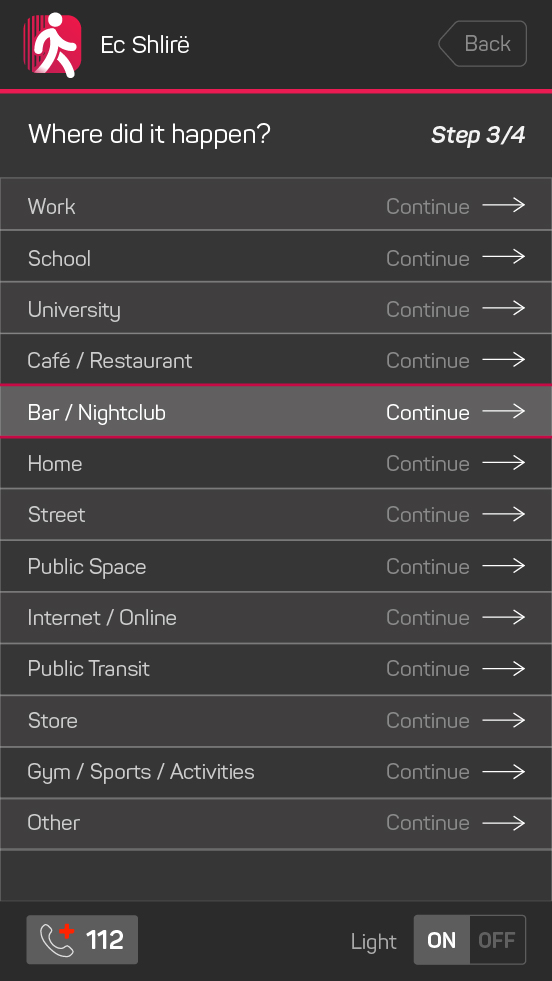 Ec Shlirë
Back
Where did it happen?
Step 3/4
Work Continue
School Continue
University Continue
Café / Restaurant Continue
Bar / Nightclub Continue
Home Continue
Street Continue
Public Space Continue
Internet / Online Continue
Public Transit Continue
Store Continue
Gym / Sports / Activities Continue
Other Continue
112
Light ON OFF